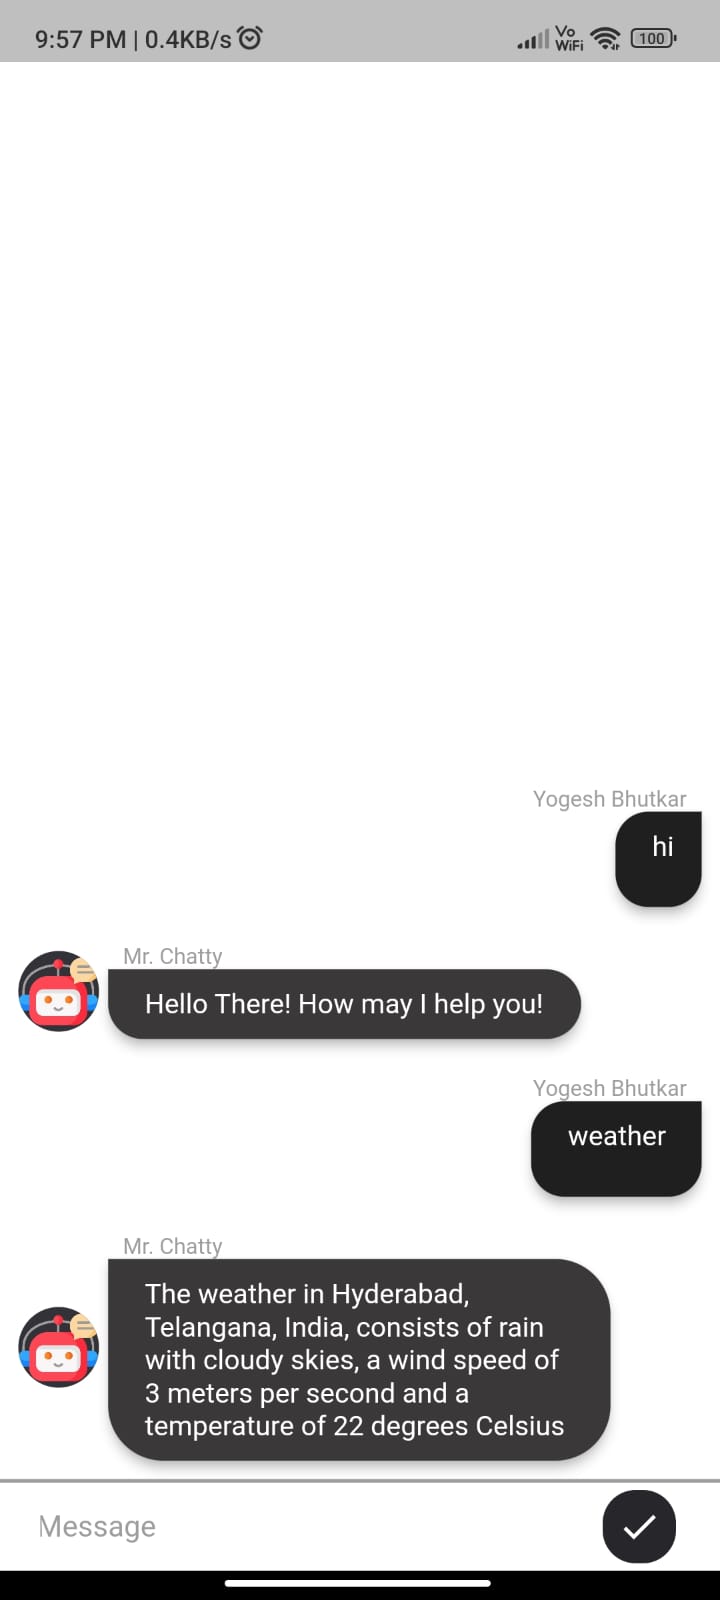 9:57 PM | 0.4KB/s
Vo
WiFi
100
Yogesh Bhutkar
hi
Mr. Chatty
Hello There! How may I help you!
Yogesh Bhutkar
weather
Mr. Chatty
The weather in Hyderabad,
Telangana, India, consists of rain
with cloudy skies, a wind speed of
3 meters per second and a
temperature of 22 degrees Celsius
Message